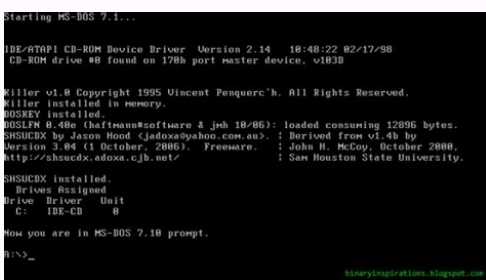 Starting MS-DOS 7.1...
IDE/ATAPI CD-ROM Device Driver Version 2.14 10:48:22 02/17/98
CD-ROM drive #0 found on 170h port master device, v103D
Killer v1.0 Copyright 1995 Vincent Penquerc'h. All Rights Reserved.
Killer installed in memory.
DOSKEY installed.
DOSLFN 0.40e (haftmann#software & jmh 10/06): loaded consuming 12896 bytes.
SHSUCDX by Jason Hood <jadoxa@yahoo.com.au>. | Derived from v1.4b by
Version 3.04 (1 October, 2006). Freeware. | John H. McCoy, October 2000,
http://shsucdx.adoxa.cjb.net/ | Sam Houston State University.
SHSUCDX installed.
Drives Assigned
Drive Driver Unit
C: IDE-CD 0
Now you are in MS-DOS 7.10 prompt.
A:\>_
binaryinspirations.blogspot.com